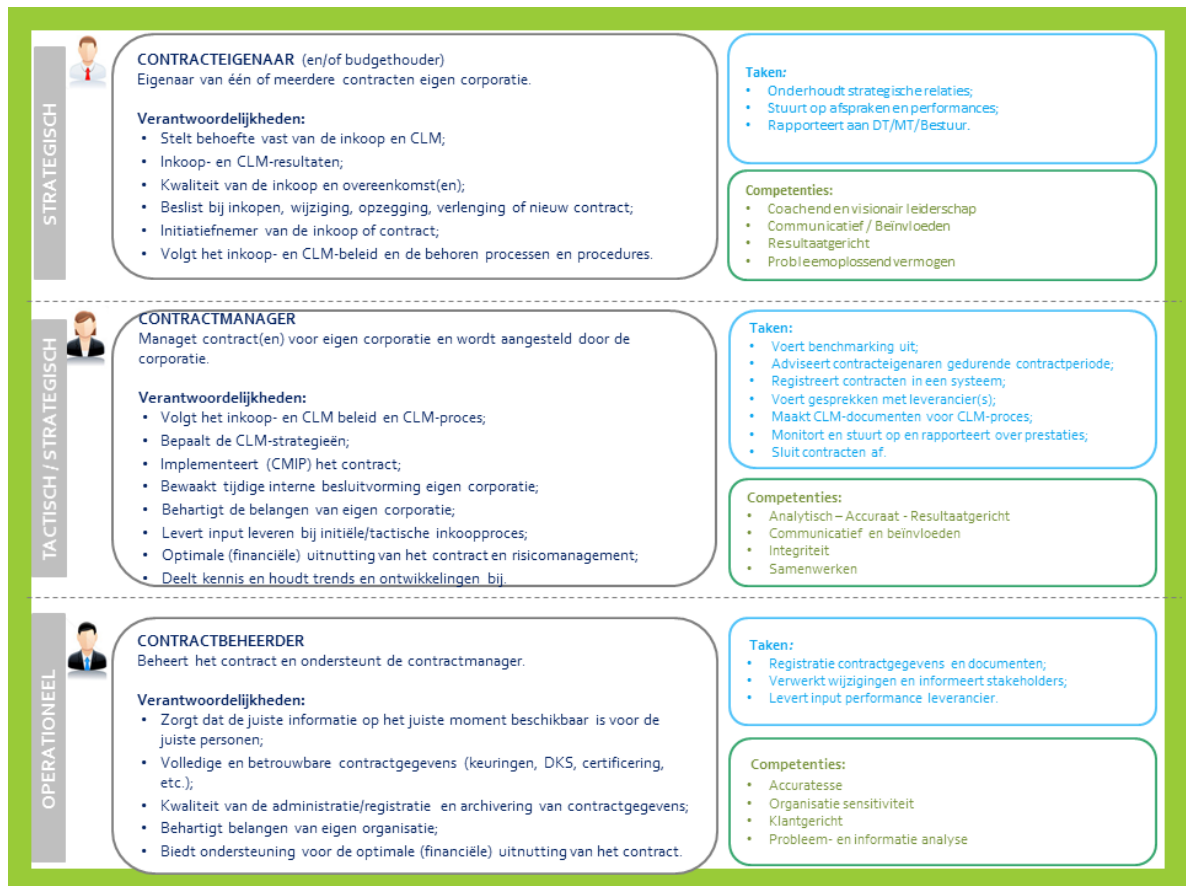 STRATEGISCH
CONTRACTEIGENAAR (en/of budgethouder)
Eigenaar van één of meerdere contracten eigen corporatie.
Verantwoordelijkheden:
• Stelt behoefte vast van de inkoop en CLM;
• Inkoop- en CLM-resultaten;
• Kwaliteit van de inkoop en overeenkomst(en);
• Beslist bij inkopen, wijziging, opzegging, verlenging of nieuw contract;
• Initiatiefnemer van de inkoop of contract;
• Volgt het inkoop- en CLM-beleid en de behoren processen en procedures.
Taken:
• Onderhoudt strategische relaties;
• Stuurt op afspraken en performances;
• Rapporteert aan DT/MT/Bestuur.
Competenties:
• Coachend en visionair leiderschap
• Communicatief / Beïnvloeden
• Resultaatgericht
• Probleemoplossend vermogen
TACTISCH / STRATEGISCH
CONTRACTMANAGER
Managet contract(en) voor eigen corporatie en wordt aangesteld door de
corporatie.
Verantwoordelijkheden:
• Volgt het inkoop- en CLM beleid en CLM-proces;
• Bepaalt de CLM-strategieën;
• Implementeert (CMIP) het contract;
• Bewaakt tijdige interne besluitvorming eigen corporatie;
• Behartigt de belangen van eigen corporatie;
• Levert input leveren bij initiële/tactische inkoopproces;
• Optimale (financiële) uitnutting van het contract en risicomanagement;
• Deelt kennis en houdt trends en ontwikkelingen bij.
Taken:
• Voert benchmarking uit;
• Adviseert contracteigenaren gedurende contractperiode;
• Registreert contracten in een systeem;
• Voert gesprekken met leverancier(s);
• Maakt CLM-documenten voor CLM-proces;
• Monitort en stuurt op en rapporteert over prestaties;
• Sluit contracten af.
Competenties:
• Analytisch – Accuraat - Resultaatgericht
• Communicatief en beïnvloeden
• Integriteit
• Samenwerken
OPERATIONEEL
CONTRACTBEHEERDER
Beheert het contract en ondersteunt de contractmanager.
Verantwoordelijkheden:
• Zorgt dat de juiste informatie op het juiste moment beschikbaar is voor de
juiste personen;
• Volledige en betrouwbare contractgegevens (keuringen, DKS, certificering,
etc.);
• Kwaliteit van de administratie/registratie en archivering van contractgegevens;
• Behartigt belangen van eigen organisatie;
• Biedt ondersteuning voor de optimale (financiële) uitnutting van het contract.
Taken:
• Registratie contractgegevens en documenten;
• Verwerkt wijzigingen en informeert stakeholders;
• Levert input performance leverancier.
Competenties:
• Accuratesse
• Organisatie sensitiviteit
• Klantgericht
• Probleem- en informatie analyse